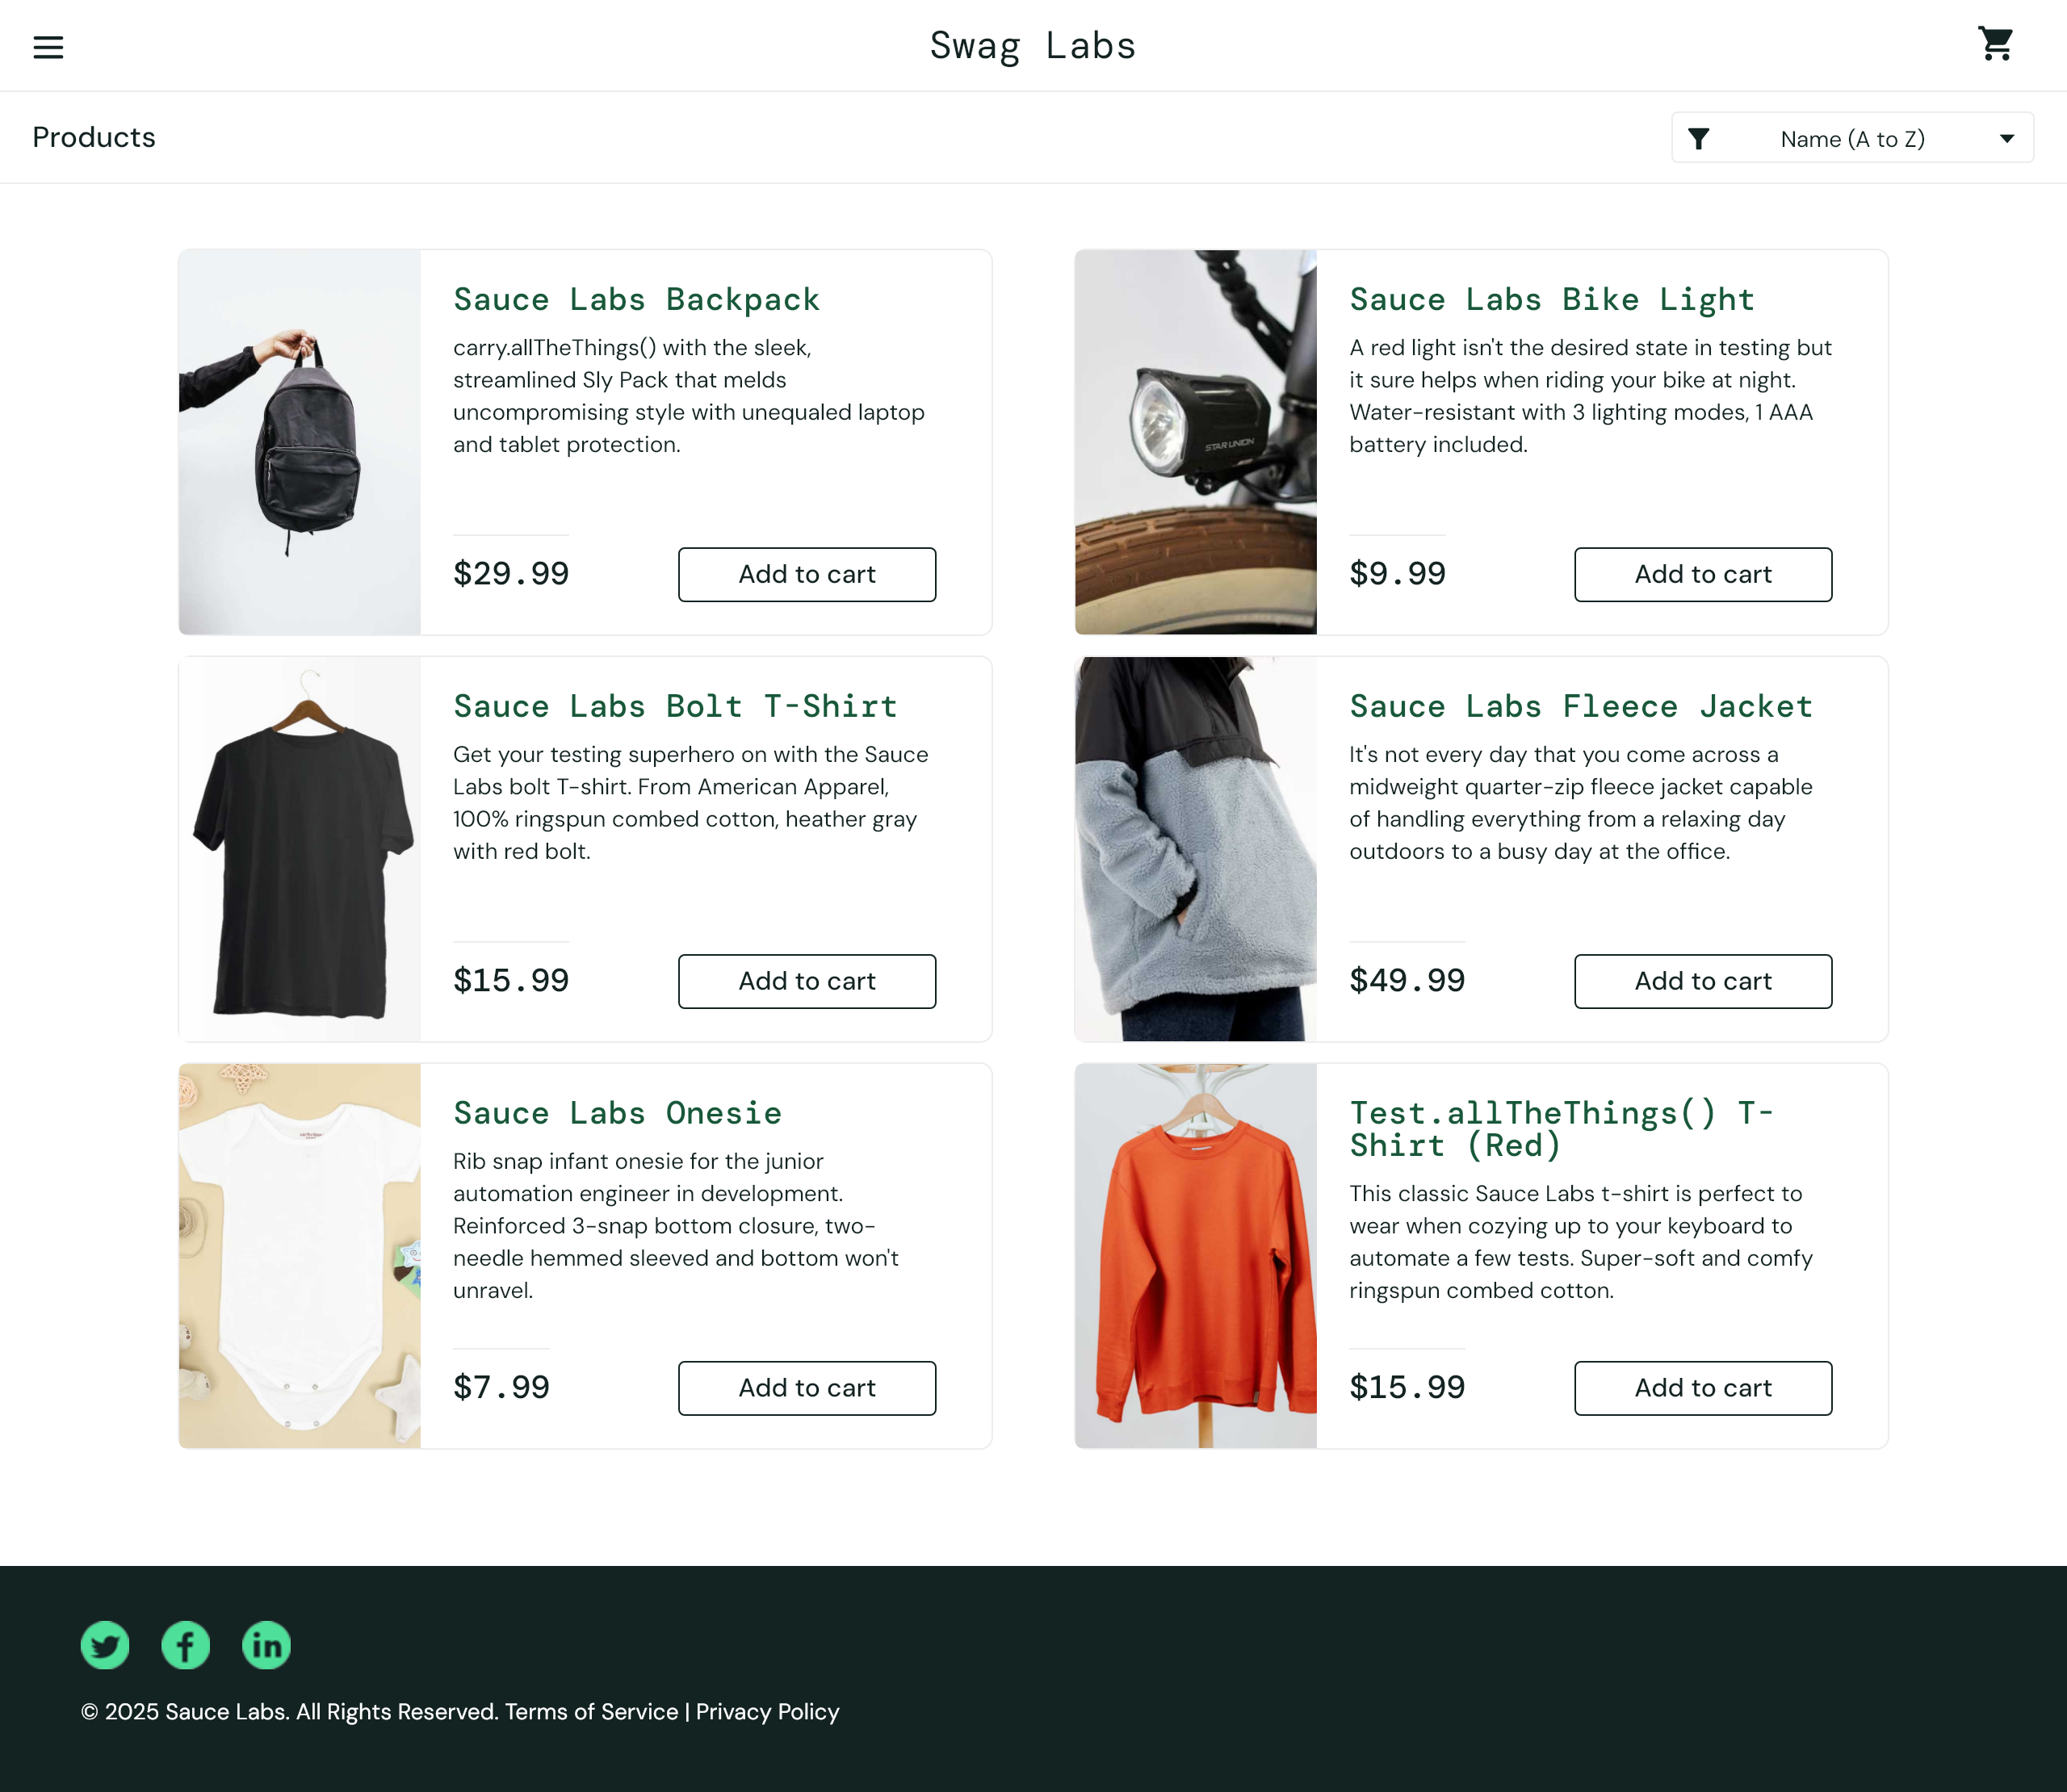 Swag Labs
Products
Name (A to Z)
Sauce Labs Backpack
carry.allTheThings() with the sleek,
streamlined Sly Pack that melds
uncompromising style with unequaled laptop
and tablet protection.
$29.99
Add to cart
Sauce Labs Bike Light
A red light isn't the desired state in testing but
it sure helps when riding your bike at night.
Water-resistant with 3 lighting modes, 1 AAA
battery included.
STAR UNION
$9.99
Add to cart
Sauce Labs Bolt T-Shirt
Get your testing superhero on with the Sauce
Labs bolt T-shirt. From American Apparel,
100% ringspun combed cotton, heather gray
with red bolt.
$15.99
Add to cart
Sauce Labs Fleece Jacket
It's not every day that you come across a
midweight quarter-zip fleece jacket capable
of handling everything from a relaxing day
outdoors to a busy day at the office.
$49.99
Add to cart
Sauce Labs Onesie
Rib snap infant onesie for the junior
automation engineer in development.
Reinforced 3-snap bottom closure, two-
needle hemmed sleeved and bottom won't
unravel.
$7.99
Add to cart
Test.allTheThings() T-
Shirt (Red)
This classic Sauce Labs t-shirt is perfect to
wear when cozying up to your keyboard to
automate a few tests. Super-soft and comfy
ringspun combed cotton.
$15.99
Add to cart
© 2025 Sauce Labs. All Rights Reserved. Terms of Service | Privacy Policy